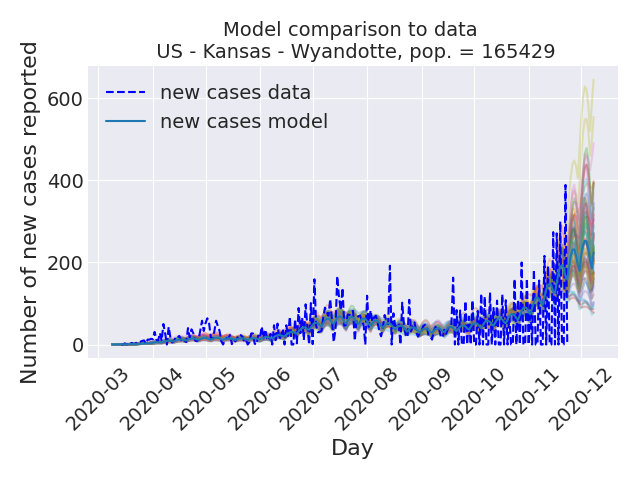 Model comparison to data
US - Kansas - Wyandotte, pop. = 165429
Number of new cases reported
600
400
200
0
new cases data
new cases model
2020-03
2020-04
2020-05
2020-06
2020-07
2020-08
2020-09
2020-10
2020-11
2020-12
Day